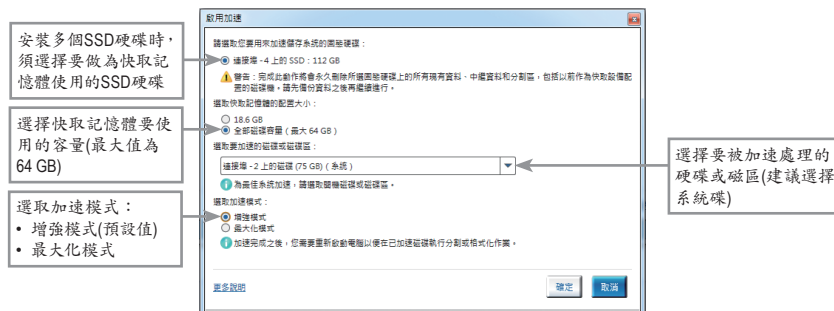 安裝多個SSD硬碟時，
須選擇要做為快取記
憶體使用的SSD硬碟
選擇快取記憶體要使
用的容量(最大值為
64 GB)
選取加速模式：
• 增強模式(預設值)
• 最大化模式
啟用加速
請選取您要用來加速儲存系統的固態硬碟：
連接埠 -4 上的 SSD：112 GB
警告：完成此動作將會永久刪除所選固態硬碟上的所有現有資料、中繼資料和分割區，包括以前作為快取設備配
置的磁碟機。請先備份資料之後再繼續進行。
選取快取記憶體的配置大小：
18.6 GB
全部磁碟容量 ( 最大 64 GB )
選取要加速的磁碟或磁碟區：
連接埠 -2 上的磁碟 (75 GB) ( 系統 )
為最佳系統加速，請選取開機磁碟或磁碟區。
選取加速模式：
增強模式
最大化模式
加速完成之後，您需要重新啟動電腦以便在已加速磁碟執行分割或格式化作業。
更多說明
確定
取消
選擇要被加速處理的
硬碟或磁區(建議選擇
系統碟)